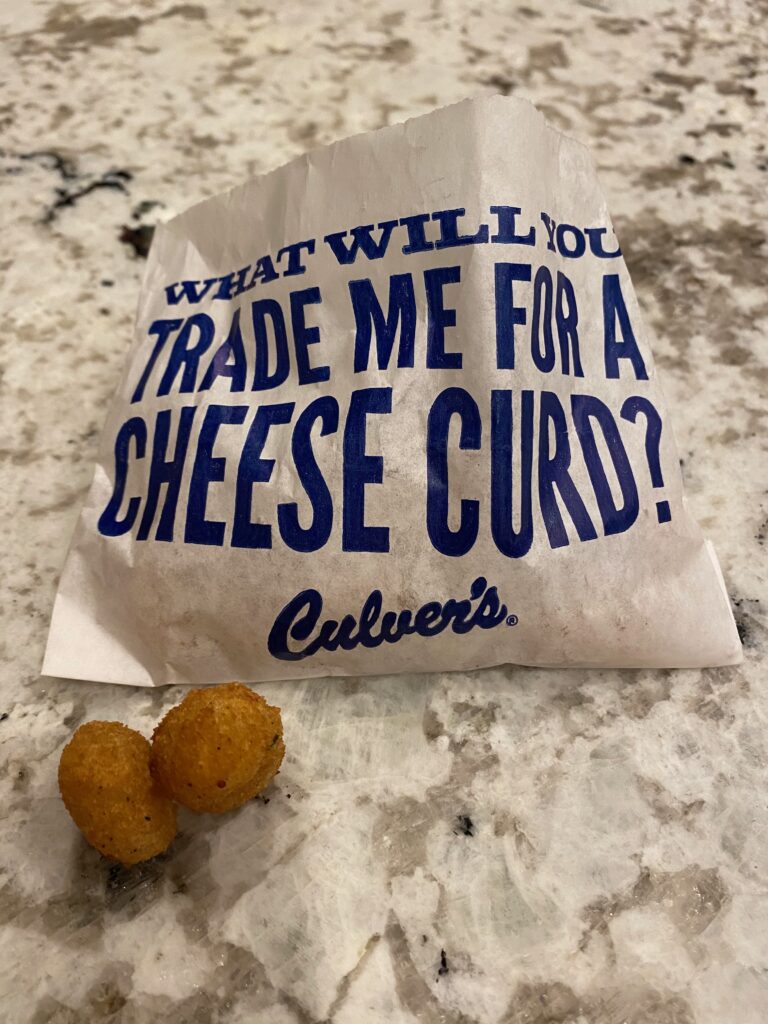 WHAT WILL YOU
TRADE ME FOR A
CHEESE CURD?
Culver's®